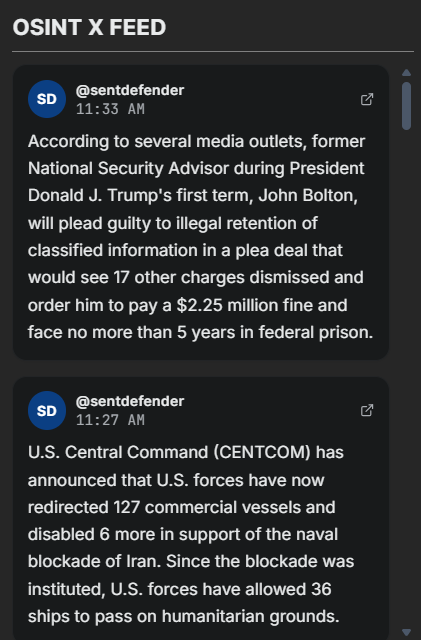 OSINT X FEED
SD
@sentdefender
11:33 AM
According to several media outlets, former
National Security Advisor during President
Donald J. Trump's first term, John Bolton,
will plead guilty to illegal retention of
classified information in a plea deal that
would see 17 other charges dismissed and
order him to pay a $2.25 million fine and
face no more than 5 years in federal prison.
SD
@sentdefender
11:27 AM
U.S. Central Command (CENTCOM) has
announced that U.S. forces have now
redirected 127 commercial vessels and
disabled 6 more in support of the naval
blockade of Iran. Since the blockade was
instituted, U.S. forces have allowed 36
ships to pass on humanitarian grounds.